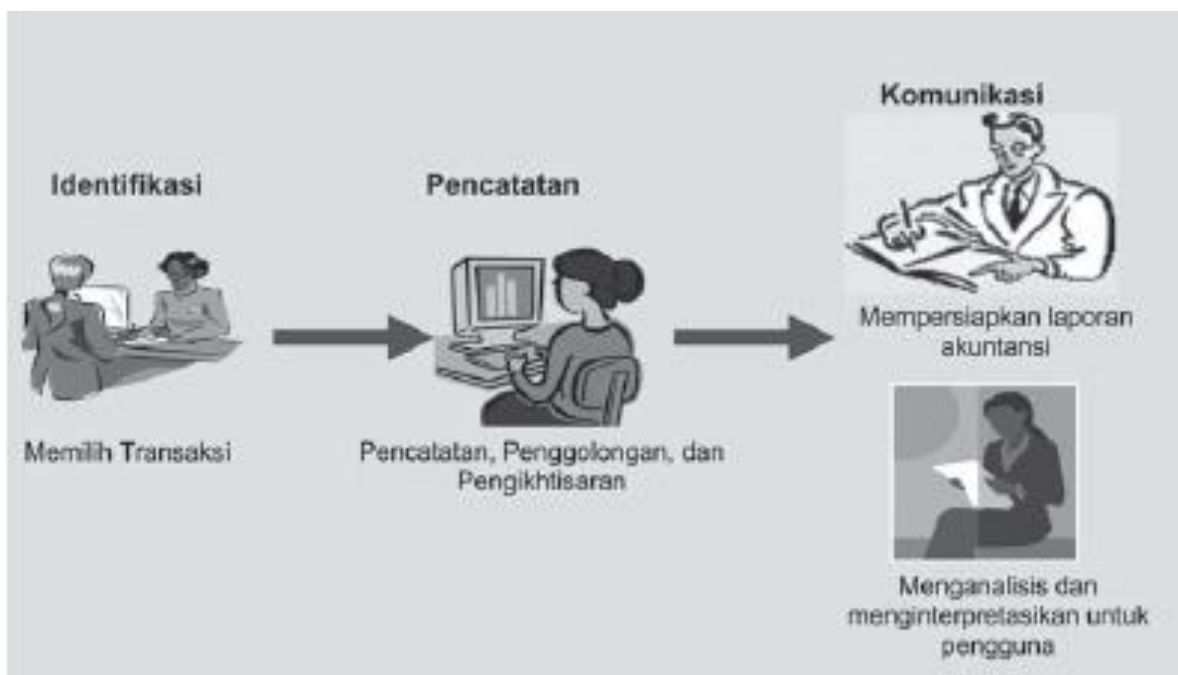 Identifikasi
Memilih Transaksi
Pencatatan
Pencatatan, Penggolongan, dan
Pengikhtisaran
Komunikasi
Mempersiapkan laporan
akuntansi
Menganalisis dan
menginterpretasikan untuk
pengguna